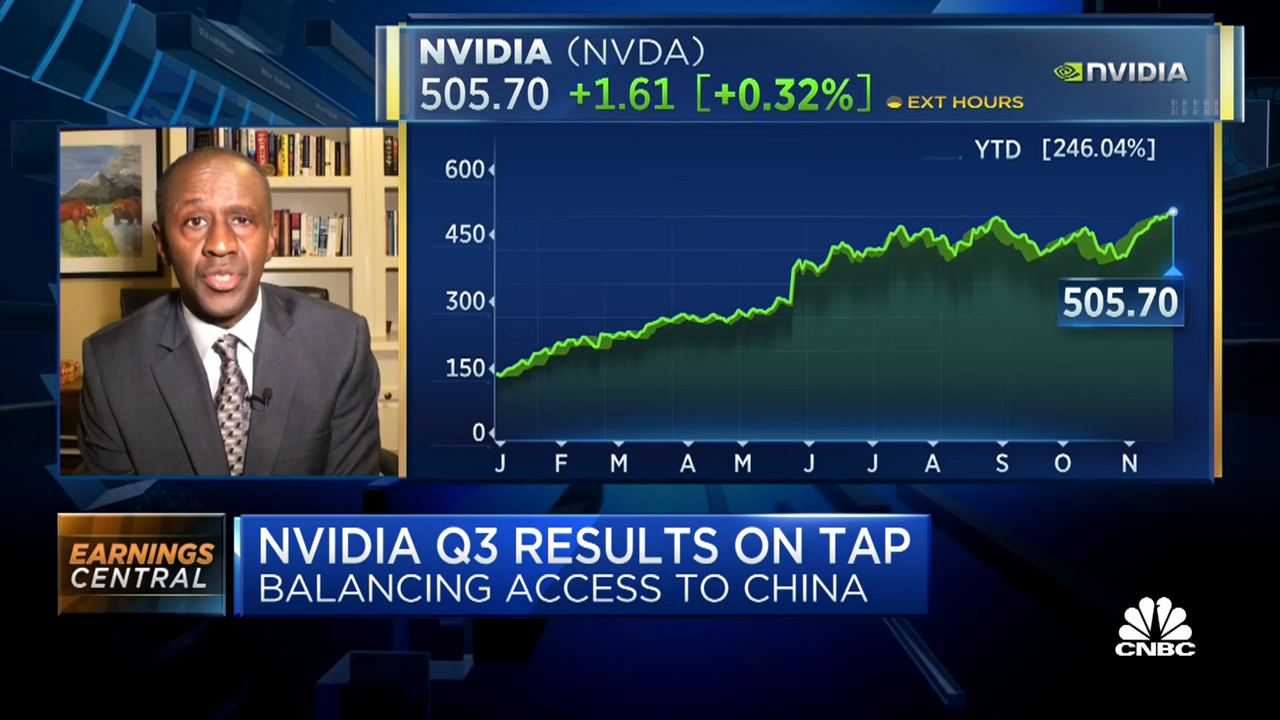 NVIDIA (NVDA)
505.70 +1.61 [+0.32%] EXT HOURS
NVIDIA
YTD [246.04%]
600
450
300
150
0
505.70
J F M A M J J A S O N
EARNINGS
CENTRAL
NVIDIA Q3 RESULTS ON TAP
BALANCING ACCESS TO CHINA
CNBC